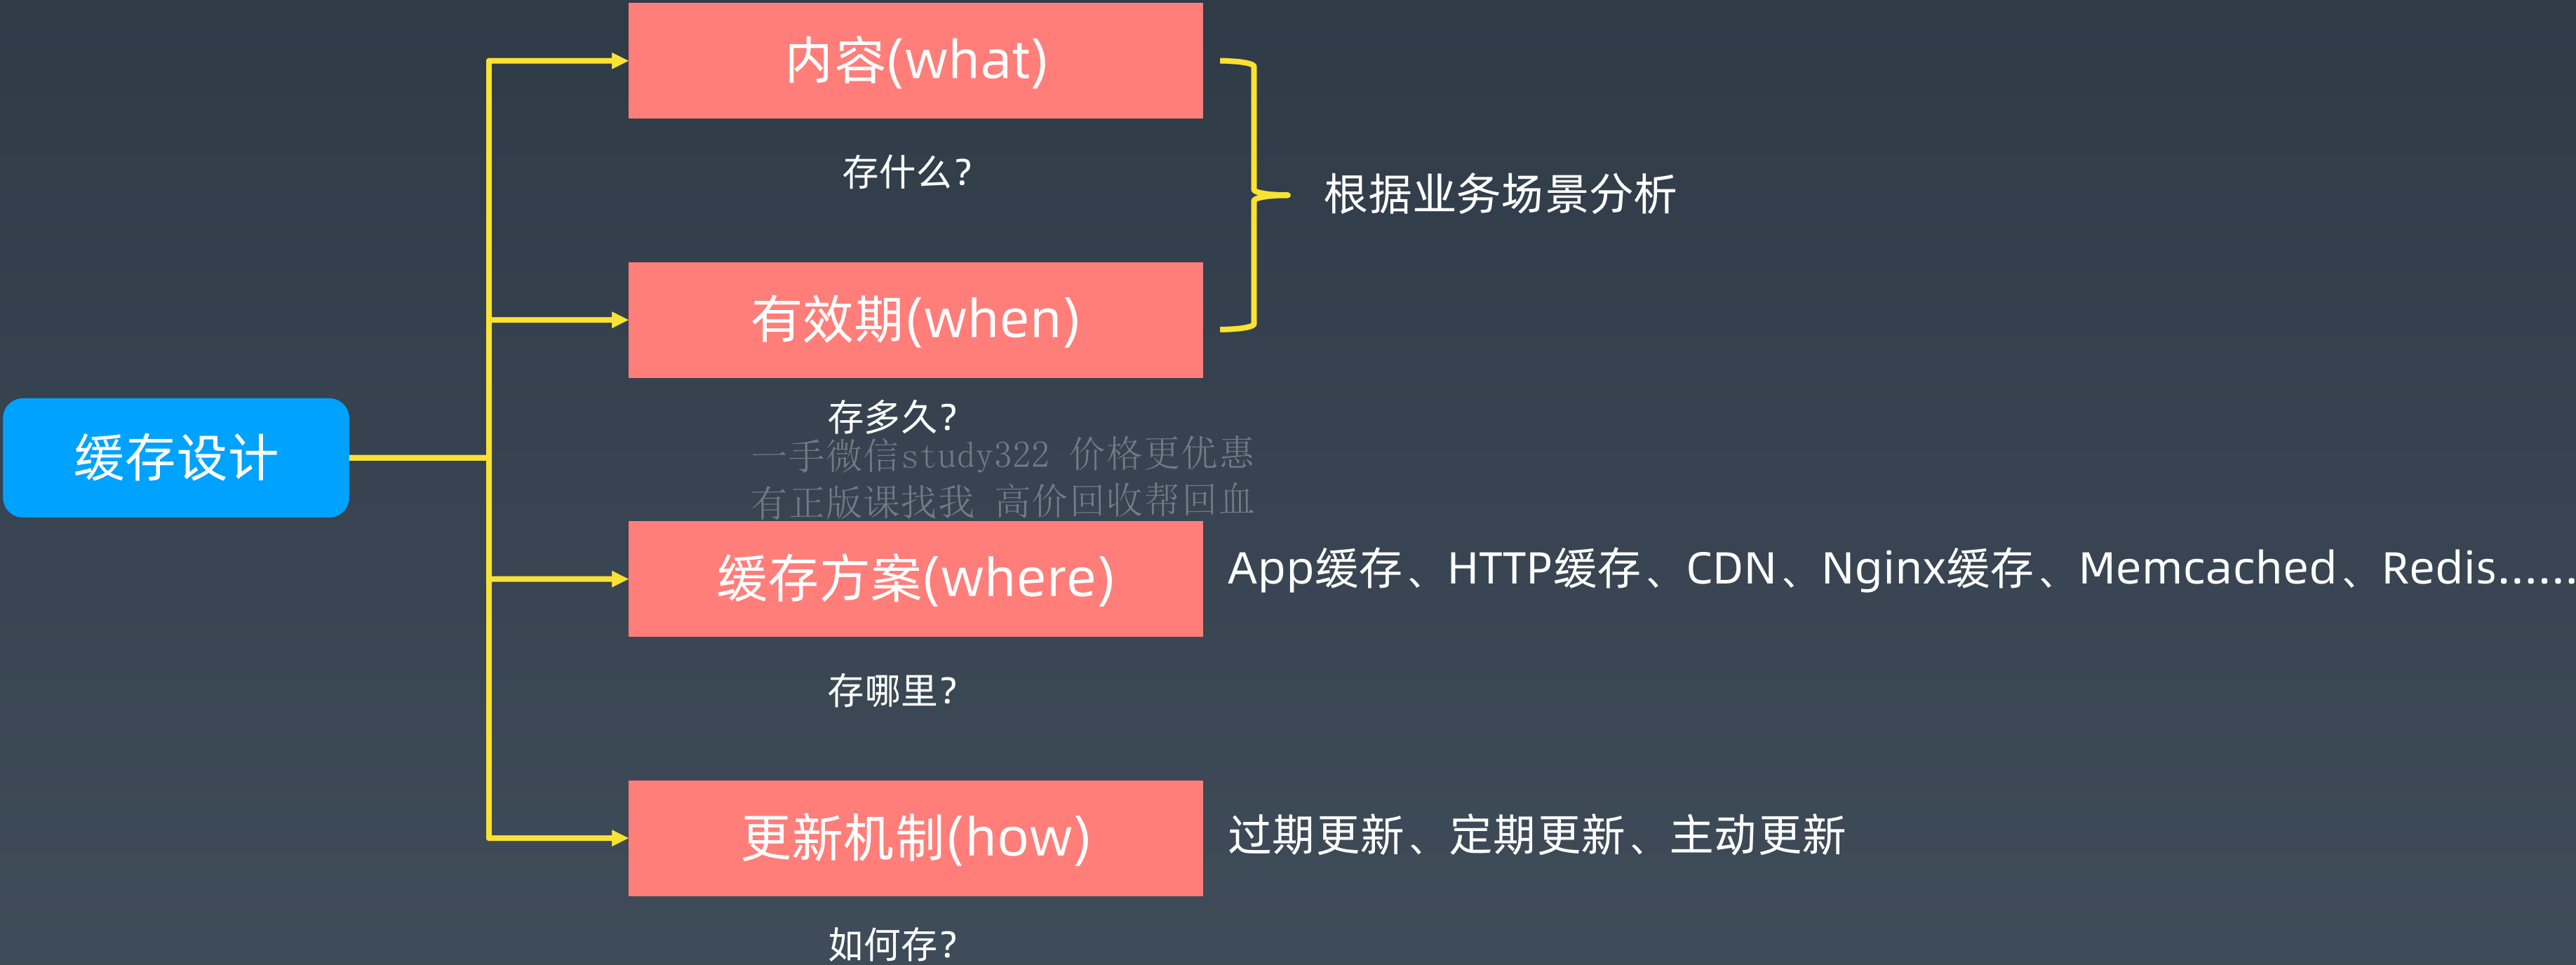 内容(what)
存什么?
根据业务场景分析
有效期(when)
存多久?
缓存设计
一手微信study322 价格更优惠
有正版课找我 高价回收帮回血
缓存方案(where)
App缓存、HTTP缓存、CDN、Nginx缓存、Memcached、Redis......
存哪里?
更新机制(how)
过期更新、定期更新、主动更新
如何存?